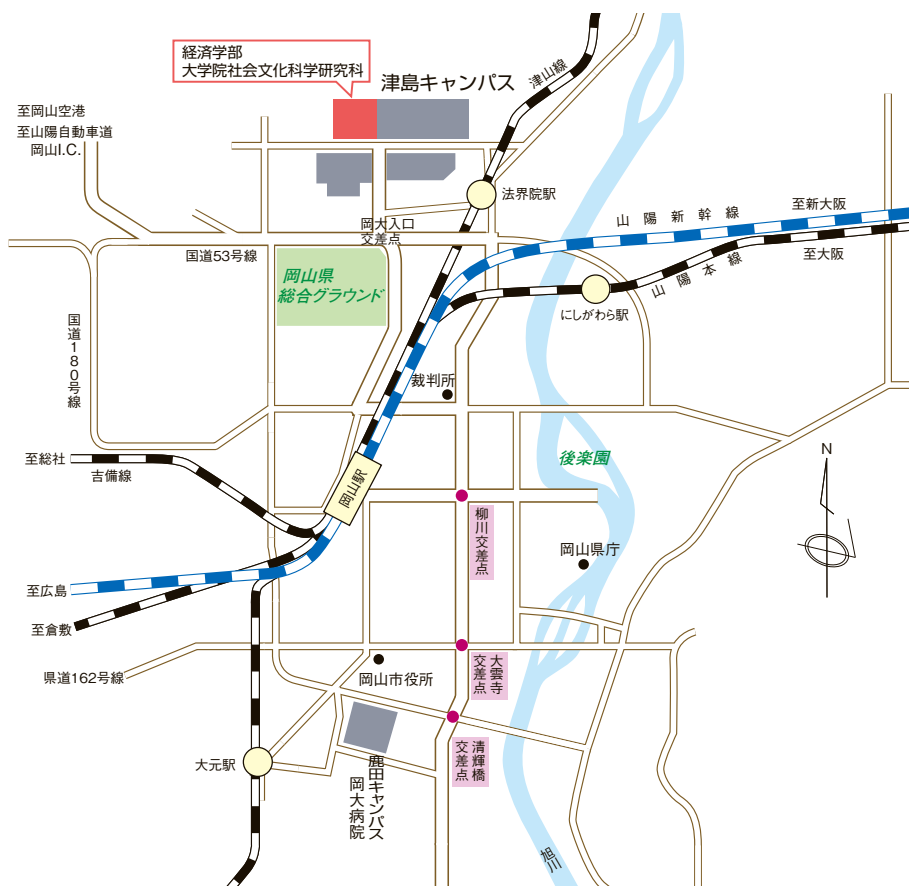 経済学部
大学院社会文化科学研究科
津島キャンパス
津山線
至岡山空港
至山陽自動車道
岡山I.C.
法界院駅
岡大入口
交差点
国道53号線
山陽新幹線
至新大阪
至大阪
山陽本線
岡山県
総合グラウンド
にしがわら駅
国道180号線
裁判所
至総社
吉備線
岡山駅
後楽園
N
柳川交差点
岡山県庁
至広島
至倉敷
県道162号線
岡山市役所
大雲寺
交差点
清輝橋
交差点
大元駅
鹿田キャンパス
岡大病院
旭川